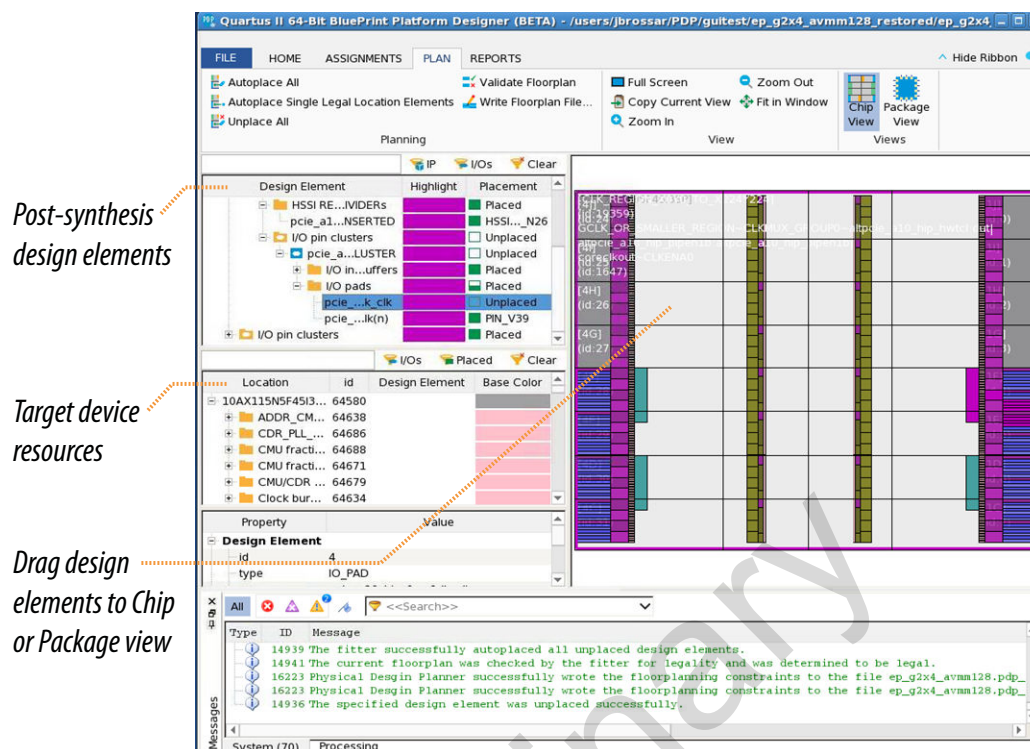 Quartus II 64-Bit BluePrint Platform Designer (BETA) - /users/jbrossar/PDP/guitest/ep_g2x4_avmm128_restored/ep_g2x4_
FILE HOME ASSIGNMENTS PLAN REPORTS Hide Ribbon
Autoplace All Validate Floorplan Full Screen Zoom Out
Autoplace Single Legal Location Elements Write Floorplan File... Copy Current View Fit in Window Chip View Package View
Unplace All Zoom In
Planning View Views
IP I/Os Clear
Design Element Highlight Placement
HSSI RE...IVIDERs Placed
pcie_a1...NSERTED HSSI..._N26
I/O pin clusters Unplaced
pcie_a...LUSTER Unplaced
I/O in...uffers Placed
I/O pads Placed
pcie_...k_clk Unplaced
pcie_...lk(n) PIN_V39
I/O pin clusters Placed
Post-synthesis
design elements
I/Os Placed Clear
Location id Design Element Base Color
10AX115N5F45I3... 64580
ADDR_CM... 64638
CDR_PLL_... 64686
CMU fracti... 64688
CMU fracti... 64671
CMU/CDR ... 64679
Clock bur... 64634
Target device
resources
Property Value
Design Element
id 4
type IO_PAD
Drag design
elements to Chip
or Package view
(id:1647)
[4H]
(id:26
[4G]
(id:27
All 2 <<Search>>
Type ID Message
14939 The fitter successfully autoplaced all unplaced design elements.
14941 The current floorplan was checked by the fitter for legality and was determined to be legal.
16223 Physical Desgin Planner successfully wrote the floorplanning constraints to the file ep_g2x4_avmm128.pdp_
16223 Physical Desgin Planner successfully wrote the floorplanning constraints to the file ep_g2x4_avmm128.pdp_
14936 The specified design element was unplaced successfully.
Messages
System (70) Processing